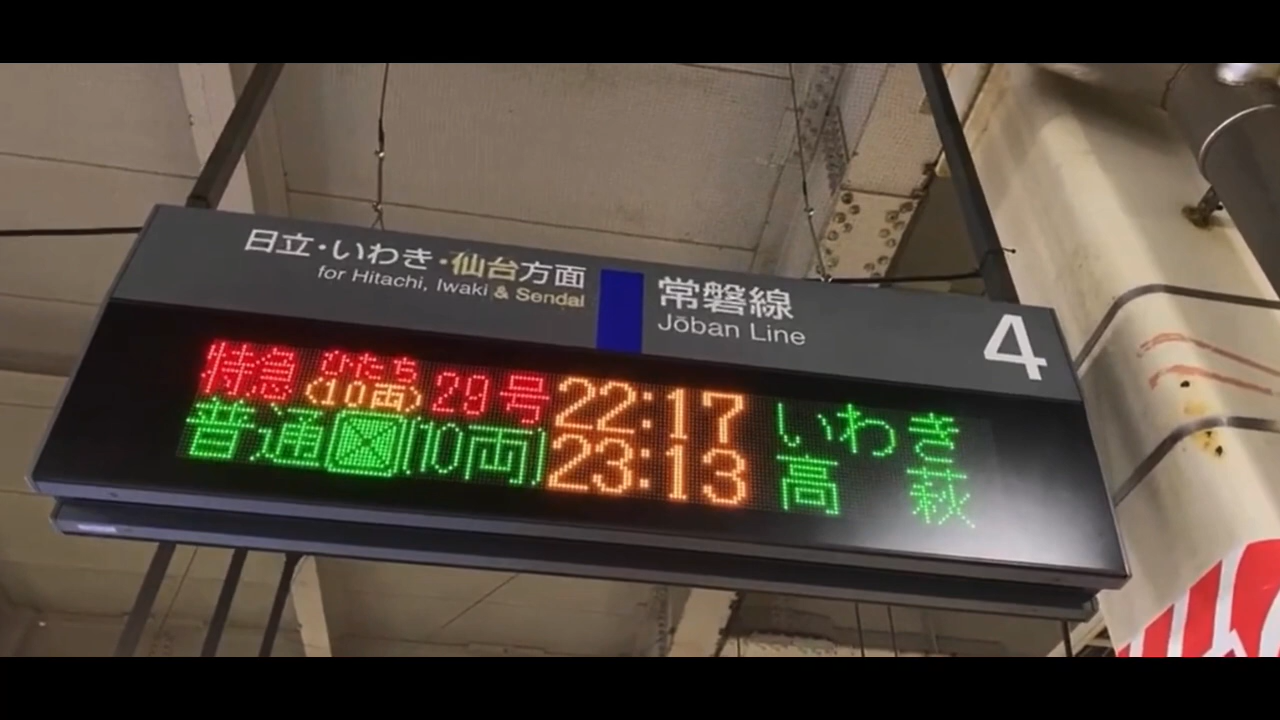 日立・いわき・仙台方面
for Hitachi, Iwaki & Sendai
常磐線
Jōban Line
4
特急 ひたち (10両) 29号 22:17 いわき
普通 (10両) 23:13 高萩